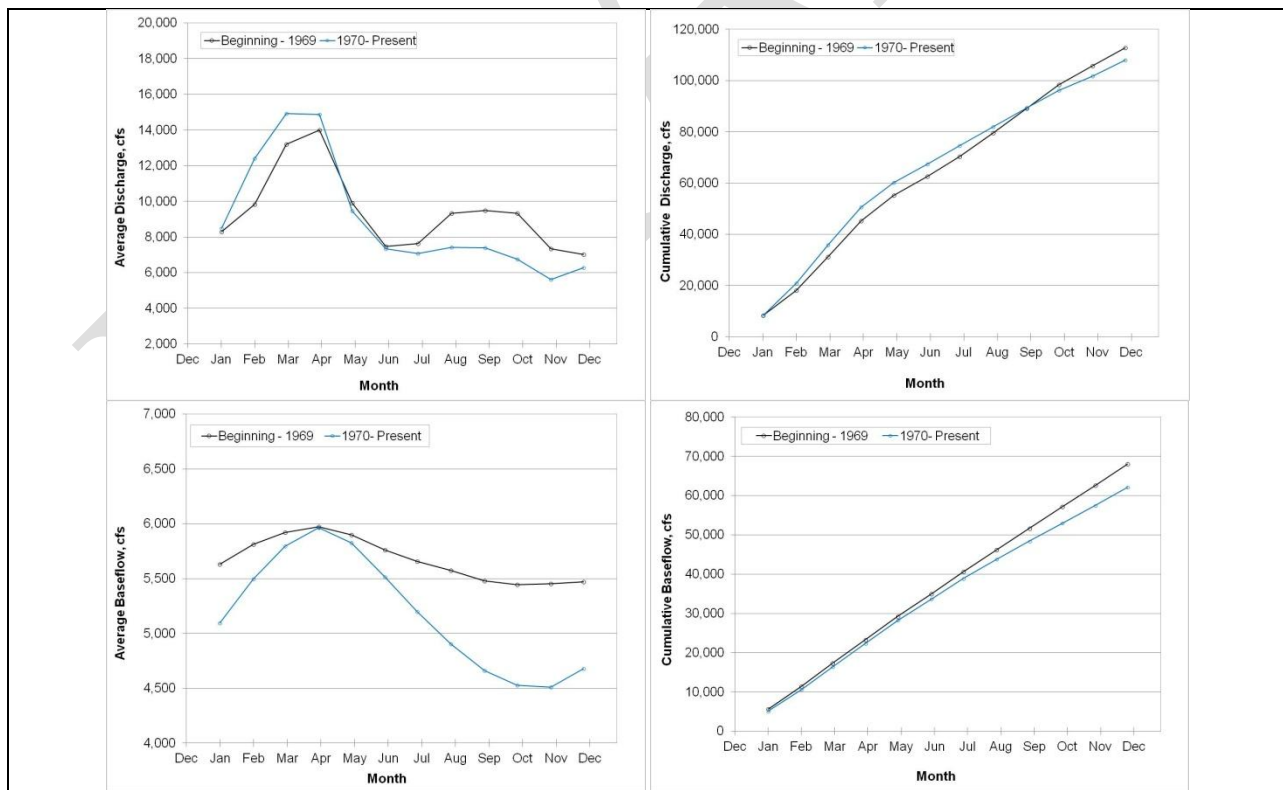 Beginning - 1969 1970- Present
Average Discharge, cfs
20,000
18,000
16,000
14,000
12,000
10,000
8,000
6,000
4,000
2,000
Dec Jan Feb Mar Apr May Jun Jul Aug Sep Oct Nov Dec
Month
Beginning - 1969 1970- Present
Cumulative Discharge, cfs
120,000
100,000
80,000
60,000
40,000
20,000
0
Dec Jan Feb Mar Apr May Jun Jul Aug Sep Oct Nov Dec
Month
Beginning - 1969 1970- Present
Average Baseflow, cfs
7,000
6,500
6,000
5,500
5,000
4,500
4,000
Dec Jan Feb Mar Apr May Jun Jul Aug Sep Oct Nov Dec
Month
Beginning - 1969 1970- Present
Cumulative Baseflow, cfs
80,000
70,000
60,000
50,000
40,000
30,000
20,000
10,000
0
Dec Jan Feb Mar Apr May Jun Jul Aug Sep Oct Nov Dec
Month